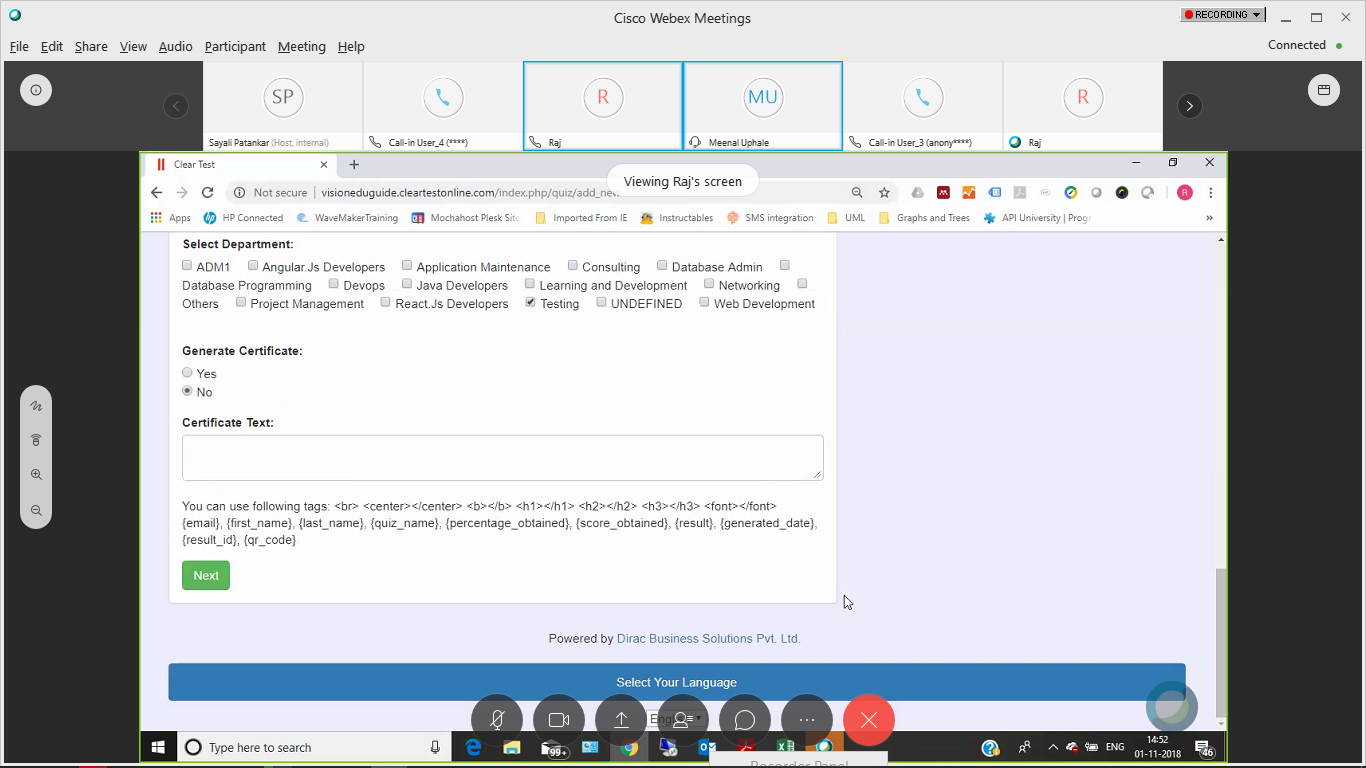 Cisco Webex Meetings
RECORDING
File Edit Share View Audio Participant Meeting Help
Connected
SP R MU R
Sayali Patankar (Host, internal) Call-in User_4 (****) Raj Meenal Uphale Call-in User_3 (anony****) Raj
Clear Test
Viewing Raj's screen
Not secure visioneduguide.cleartestonline.com/index.php/quiz/add_new R
Apps HP Connected WaveMakerTraining Mochahost Plesk Site Imported From IE Instructables SMS integration UML Graphs and Trees API University | Progr »
Select Department:
ADM1 Angular.Js Developers Application Maintenance Consulting Database Admin
Database Programming Devops Java Developers Learning and Development Networking
Others Project Management React.Js Developers Testing UNDEFINED Web Development
Generate Certificate:
Yes
No
Certificate Text:
You can use following tags: <br> <center></center> <b></b> <h1></h1> <h2></h2> <h3></h3> <font></font>
{email}, {first_name}, {last_name}, {quiz_name}, {percentage_obtained}, {score_obtained}, {result}, {generated_date},
{result_id}, {qr_code}
Next
Powered by Dirac Business Solutions Pvt. Ltd.
Select Your Language
Type here to search
99+
ENG
14:52
01-11-2018
46
Recorder Panel